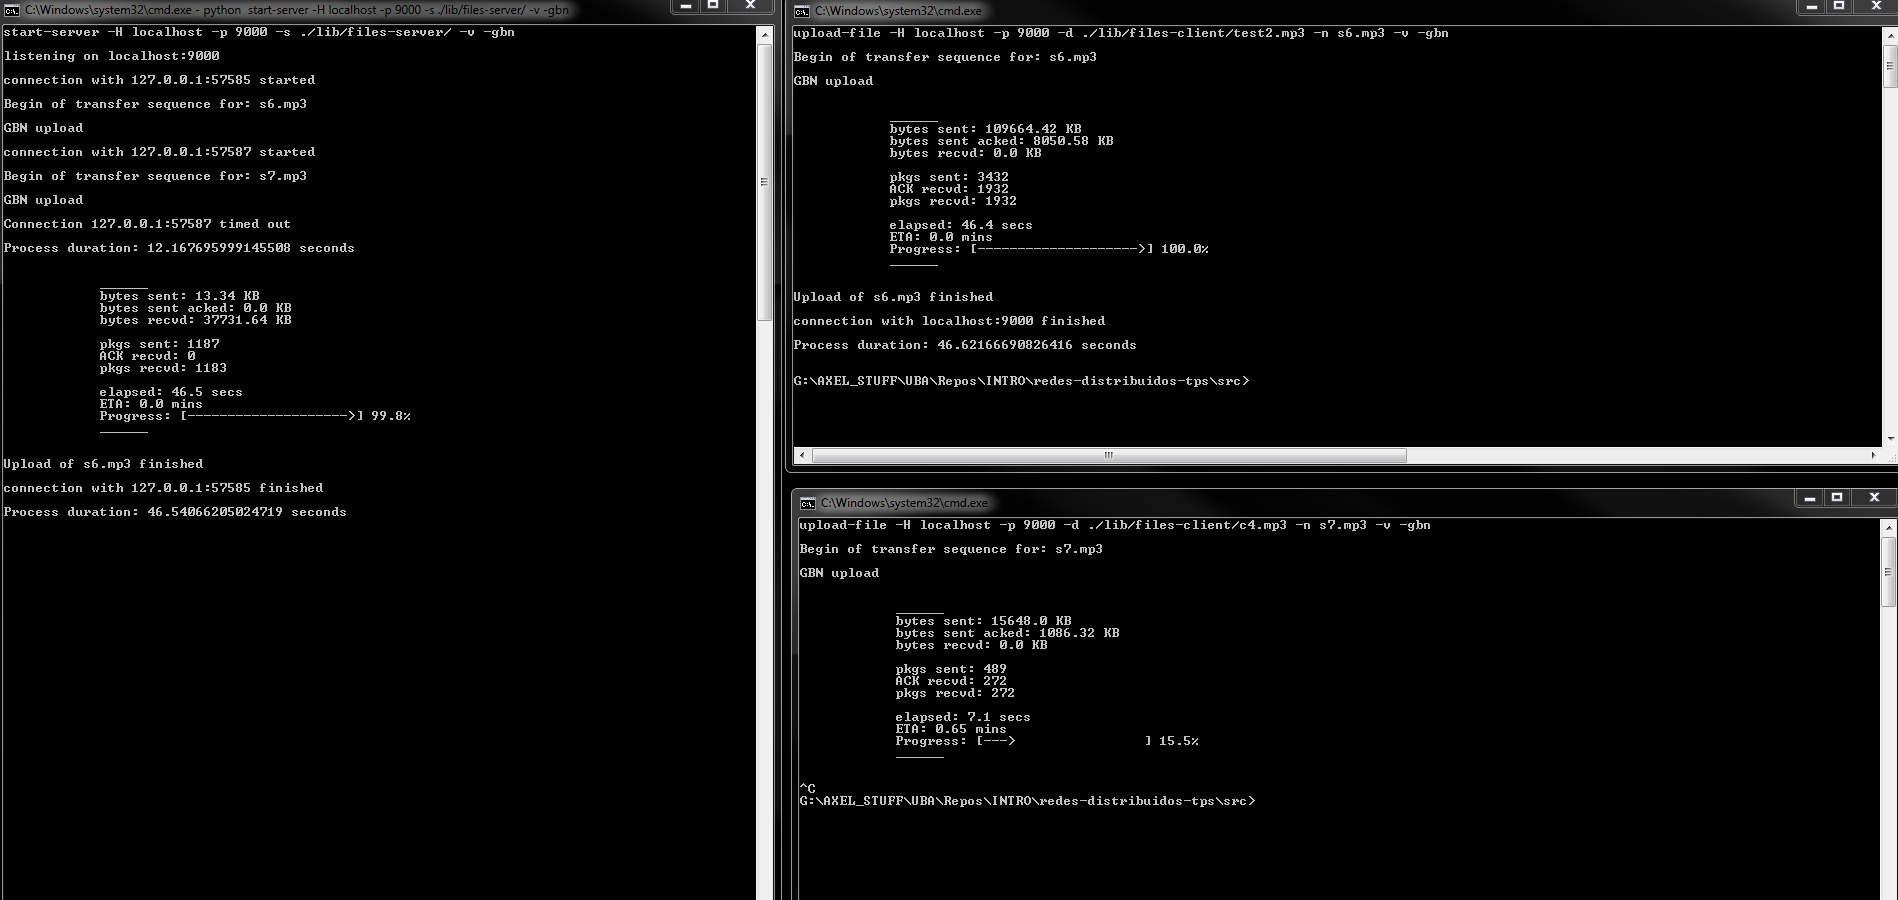 C:\Windows\system32\cmd.exe - python  start-server -H localhost -p 9000 -s ./lib/files-server/ -v -gbn
start-server -H localhost -p 9000 -s ./lib/files-server/ -v -gbn
listening on localhost:9000
connection with 127.0.0.1:57585 started
Begin of transfer sequence for: s6.mp3
GBN upload
connection with 127.0.0.1:57587 started
Begin of transfer sequence for: s7.mp3
GBN upload
Connection 127.0.0.1:57587 timed out
Process duration: 12.167695999145508 seconds
______
bytes sent: 13.34 KB
bytes sent acked: 0.0 KB
bytes recvd: 37731.64 KB
pkgs sent: 1187
ACK recvd: 0
pkgs recvd: 1183
elapsed: 46.5 secs
ETA: 0.0 mins
Progress: [-------------------->] 99.8%
______
Upload of s6.mp3 finished
connection with 127.0.0.1:57585 finished
Process duration: 46.54066205024719 seconds
C:\Windows\system32\cmd.exe
upload-file -H localhost -p 9000 -d ./lib/files-client/test2.mp3 -n s6.mp3 -v -gbn
Begin of transfer sequence for: s6.mp3
GBN upload
______
bytes sent: 109664.42 KB
bytes sent acked: 8050.58 KB
bytes recvd: 0.0 KB
pkgs sent: 3432
ACK recvd: 1932
pkgs recvd: 1932
elapsed: 46.4 secs
ETA: 0.0 mins
Progress: [-------------------->] 100.0%
______
Upload of s6.mp3 finished
connection with localhost:9000 finished
Process duration: 46.62166690826416 seconds
G:\AXEL_STUFF\UBA\Repos\INTRO\redes-distribuidos-tps\src>
C:\Windows\system32\cmd.exe
upload-file -H localhost -p 9000 -d ./lib/files-client/c4.mp3 -n s7.mp3 -v -gbn
Begin of transfer sequence for: s7.mp3
GBN upload
______
bytes sent: 15648.0 KB
bytes sent acked: 1086.32 KB
bytes recvd: 0.0 KB
pkgs sent: 489
ACK recvd: 272
pkgs recvd: 272
elapsed: 7.1 secs
ETA: 0.65 mins
Progress: [--->                ] 15.5%
______
^C
G:\AXEL_STUFF\UBA\Repos\INTRO\redes-distribuidos-tps\src>